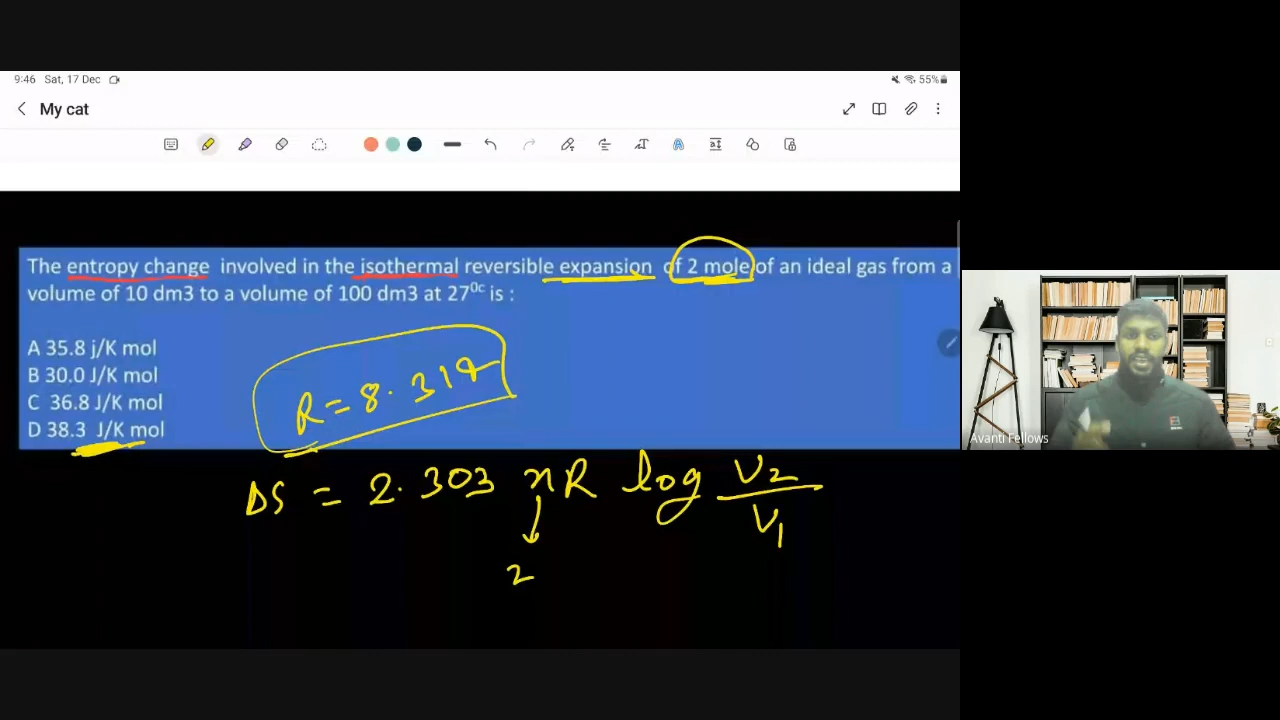 9:46 Sat, 17 Dec
55%
My cat
The entropy change involved in the isothermal reversible expansion of 2 mole of an ideal gas from a
volume of 10 dm3 to a volume of 100 dm3 at 27⁰ᶜ is :
A 35.8 j/K mol
B 30.0 J/K mol
C 36.8 J/K mol
D 38.3 J/K mol
R = 8.314
ΔS = 2.303 nR log V2/V1
2
Avanti Fellows